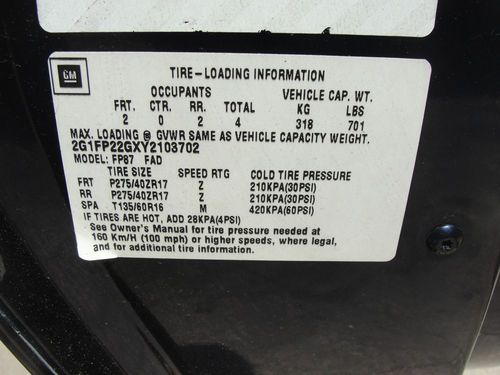 GM
TIRE-LOADING INFORMATION
OCCUPANTS VEHICLE CAP. WT.
FRT. CTR. RR. TOTAL KG LBS
2 0 2 4 318 701
MAX. LOADING @ GVWR SAME AS VEHICLE CAPACITY WEIGHT.
2G1FP22GXY2103702
MODEL: FP87 FAD
TIRE SIZE SPEED RTG COLD TIRE PRESSURE
FRT P275/40ZR17 Z 210KPA(30PSI)
RR P275/40ZR17 Z 210KPA(30PSI)
SPA T135/60R16 M 420KPA(60PSI)
IF TIRES ARE HOT, ADD 28KPA(4PSI)
See Owner's Manual for tire pressure needed at
160 Km/H (100 mph) or higher speeds, where legal,
and for additional tire information.